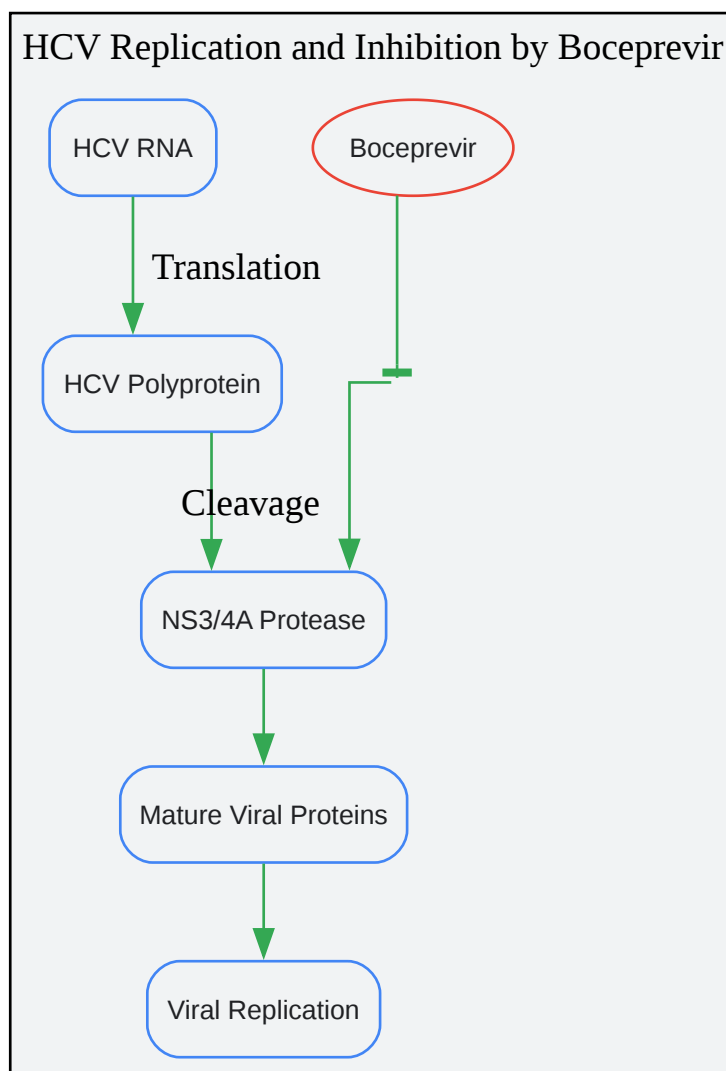 HCV Replication and Inhibition by Boceprevir
HCV RNA
Boceprevir
Translation
HCV Polyprotein
Cleavage
NS3/4A Protease
Mature Viral Proteins
Viral Replication